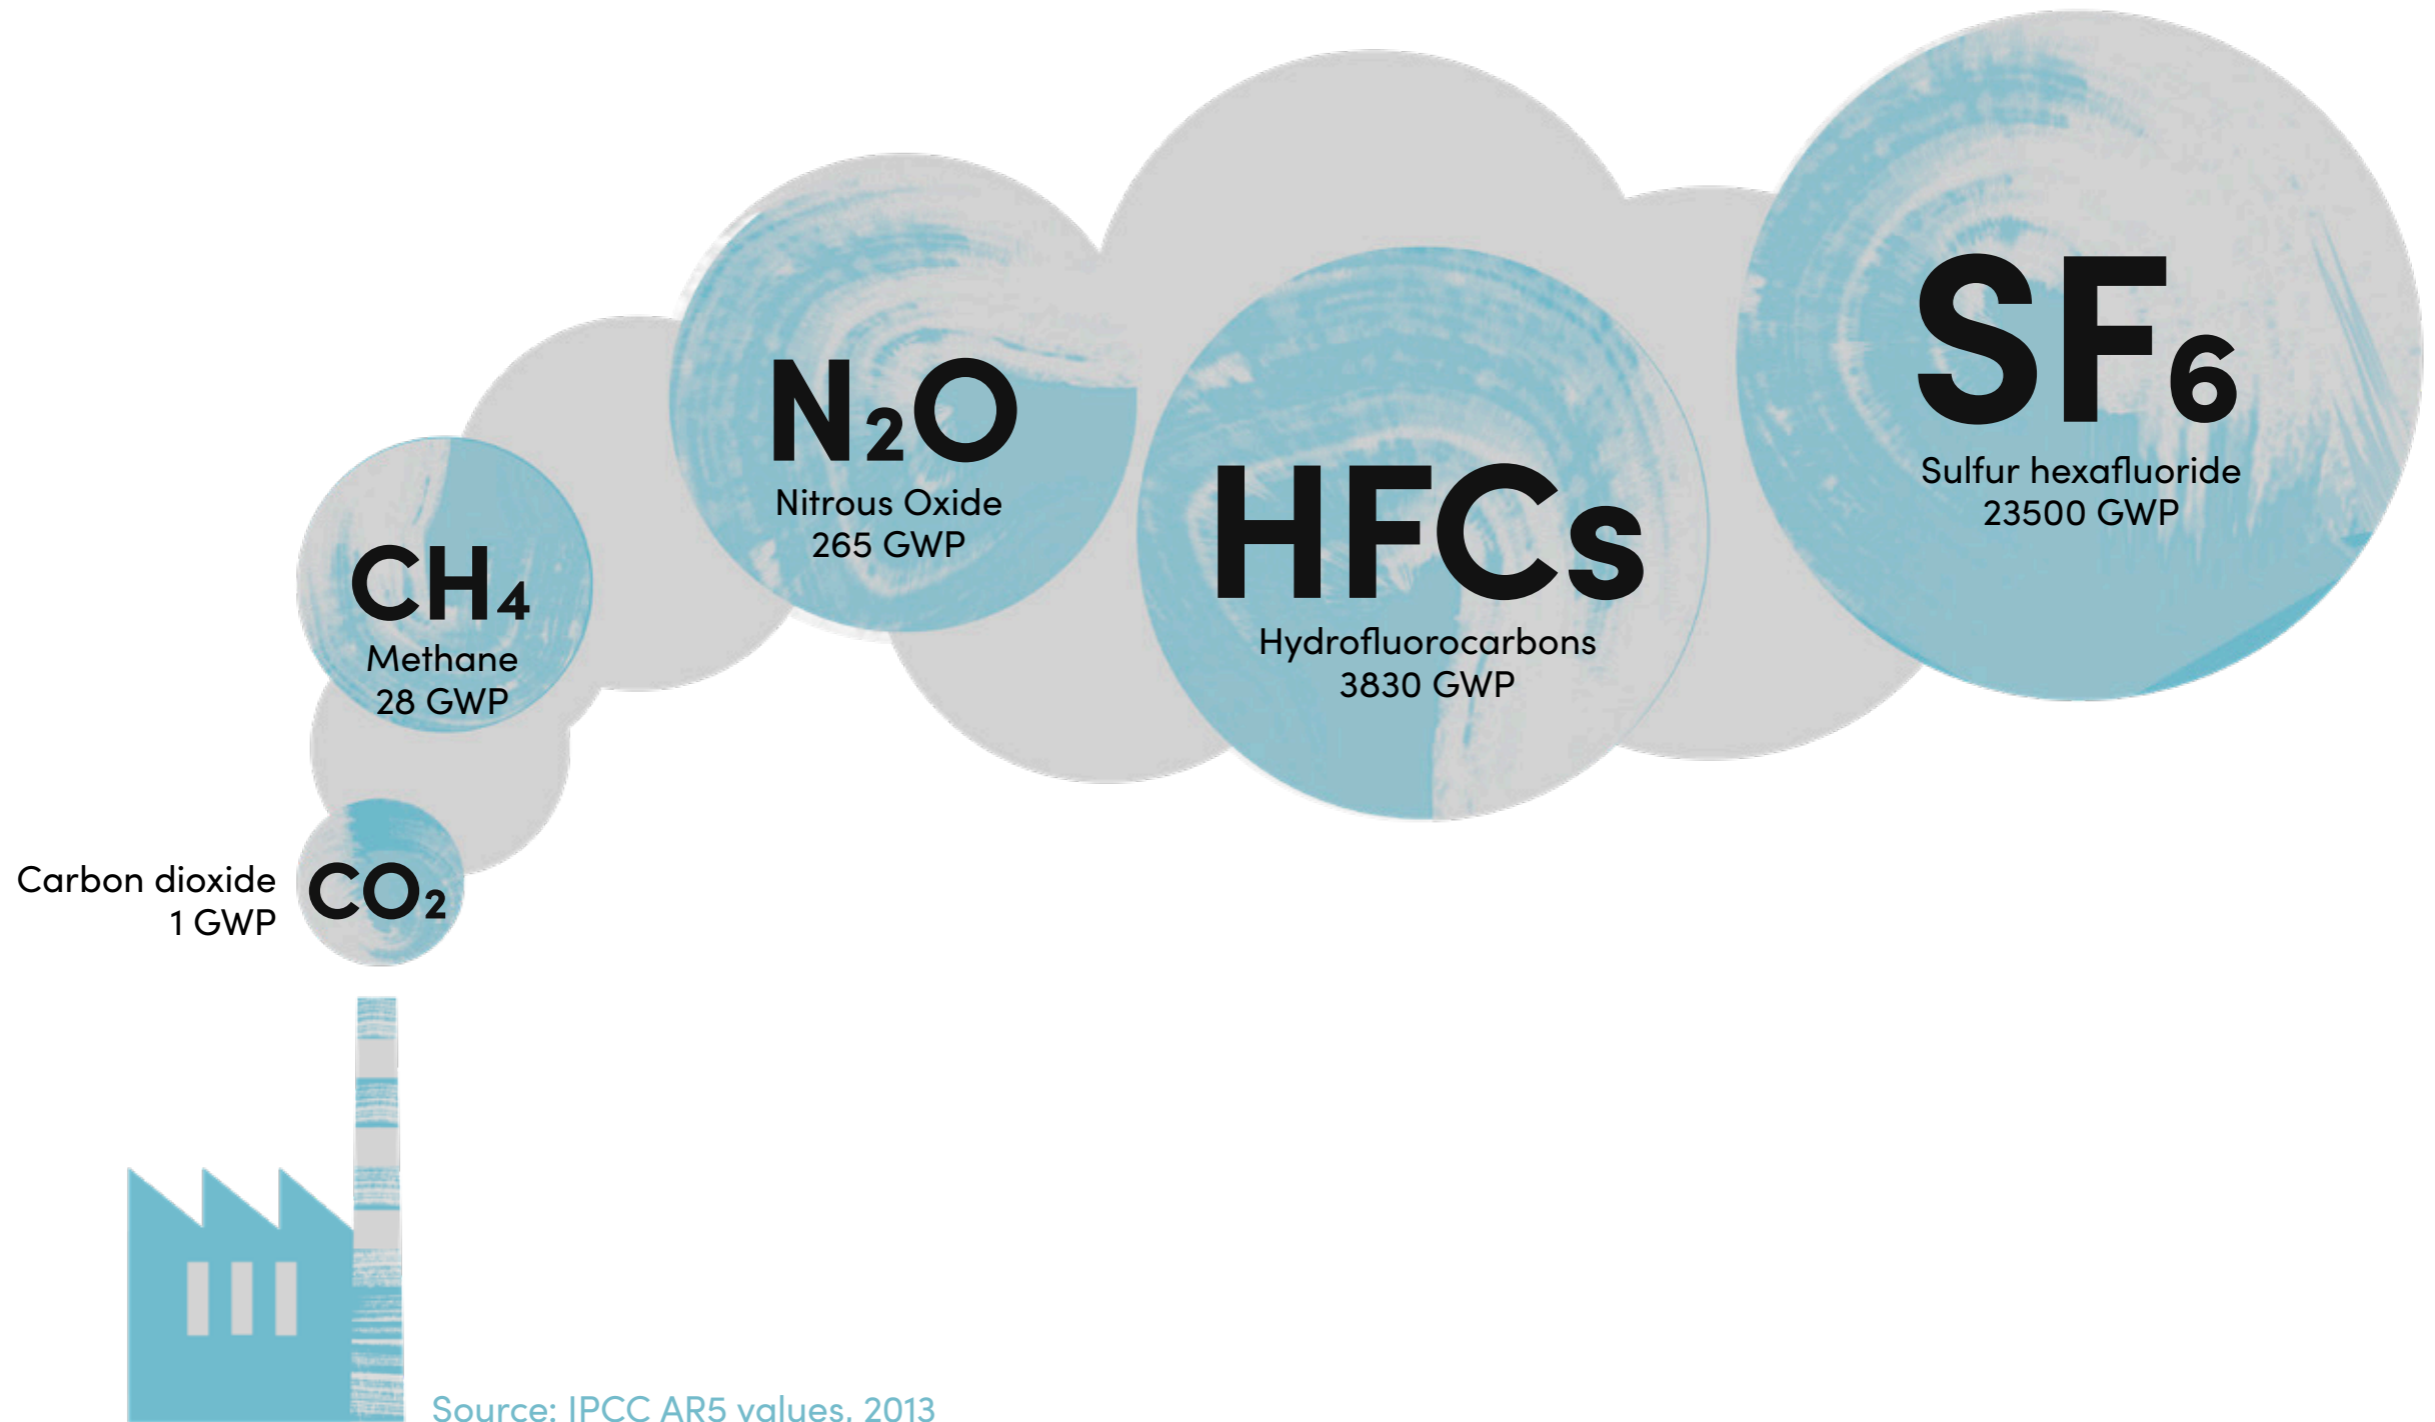 SF₆
Sulfur hexafluoride
23500 GWP
N₂O
Nitrous Oxide
265 GWP
HFCs
Hydrofluorocarbons
3830 GWP
CH₄
Methane
28 GWP
CO₂
Carbon dioxide
1 GWP
Source: IPCC AR5 values, 2013